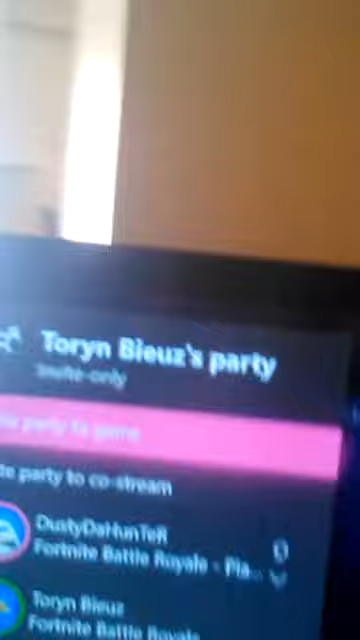 Toryn Bieuz's party
Invite-only
party to game
party to co-stream
DustyDaHunTeR
Fortnite Battle Royale - Pla...
Toryn Bieuz
Fortnite Battle Royale